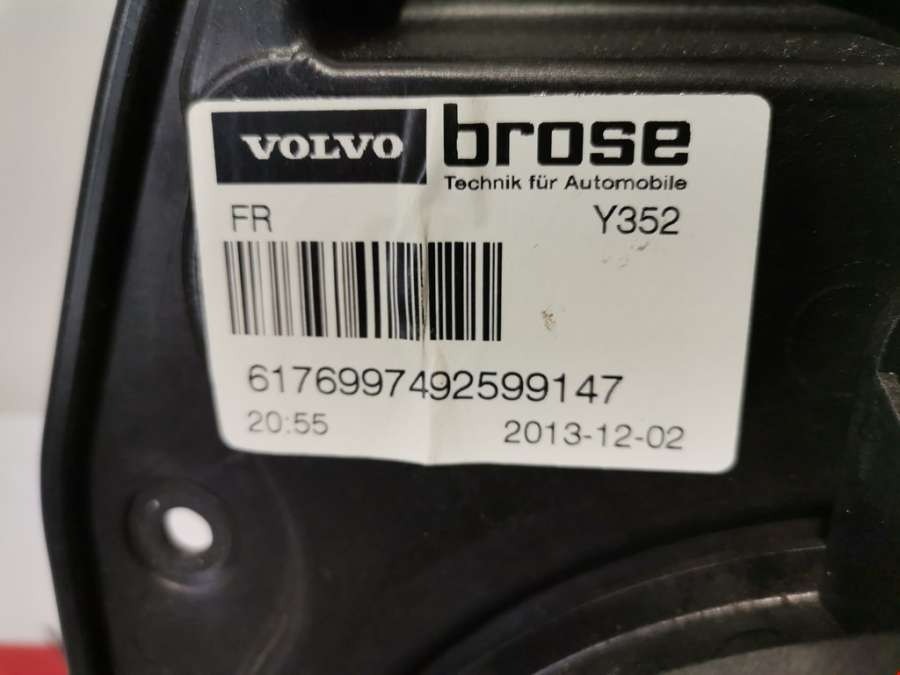 VOLVO
brose
Technik für Automobile
FR Y352
6176997492599147
20:55 2013-12-02